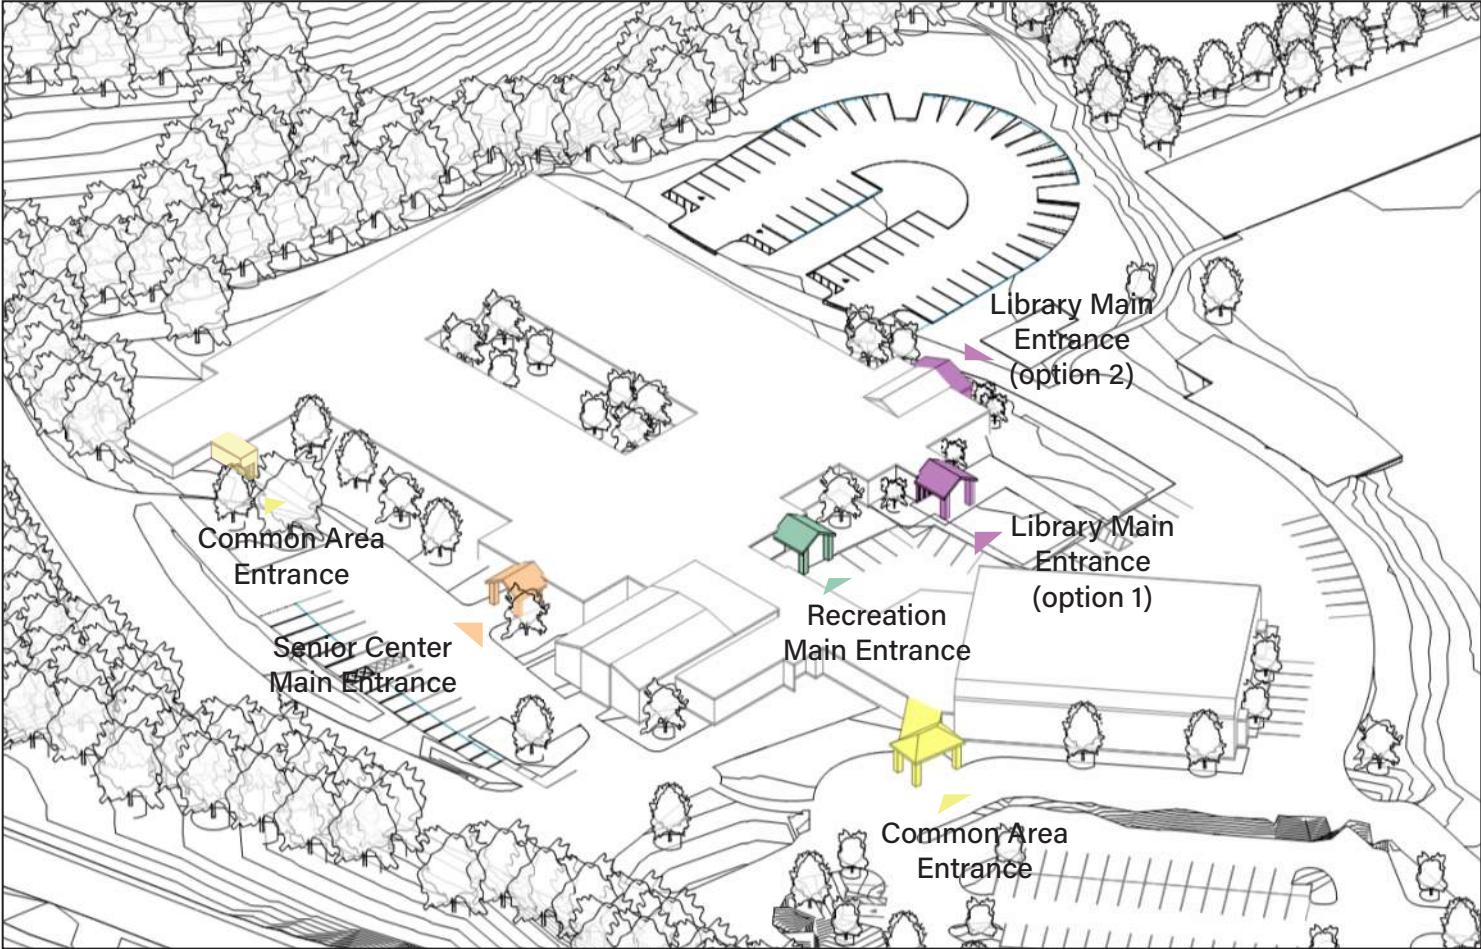 Library Main
Entrance
(option 2)
Common Area
Entrance
Library Main
Entrance
(option 1)
Recreation
Main Entrance
Senior Center
Main Entrance
Common Area
Entrance